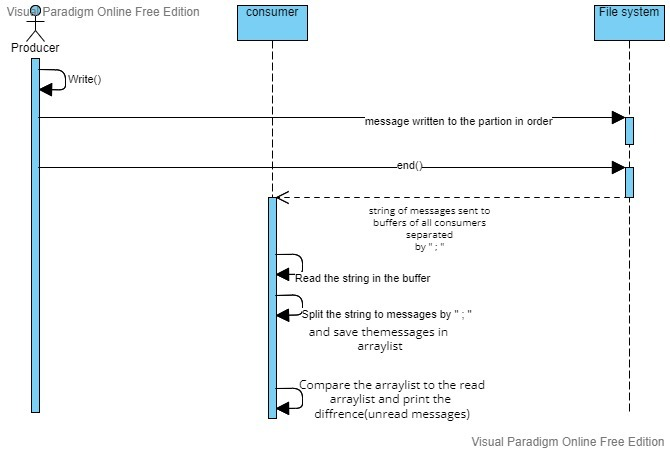 Visual Paradigm Online Free Edition
consumer
File system
Producer
Write()
message written to the partion in order
end()
string of messages sent to
buffers of all consumers
separated
by " ; "
Read the string in the buffer
Split the string to messages by " ; "
and save themessages in
arraylist
Compare the arraylist to the read
arraylist and print the
diffrence(unread messages)
Visual Paradigm Online Free Edition